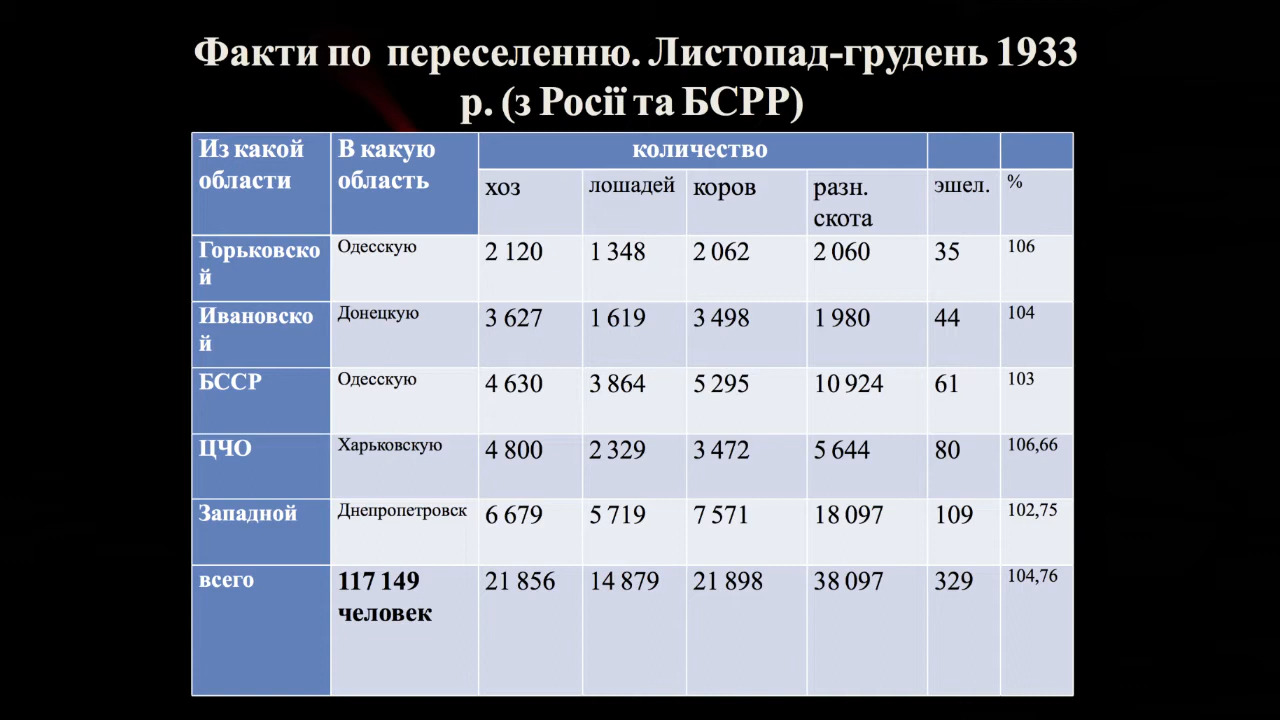 Факти по переселенню. Листопад-грудень 1933
р. (з Росії та БСРР)
Из какой области В какую область количество
хоз лошадей коров разн. скота эшел. %
Горьковской Одесскую 2 120 1 348 2 062 2 060 35 106
Ивановской Донецкую 3 627 1 619 3 498 1 980 44 104
БССР Одесскую 4 630 3 864 5 295 10 924 61 103
ЦЧО Харьковскую 4 800 2 329 3 472 5 644 80 106,66
Западной Днепропетровск 6 679 5 719 7 571 18 097 109 102,75
всего 117 149 человек 21 856 14 879 21 898 38 097 329 104,76